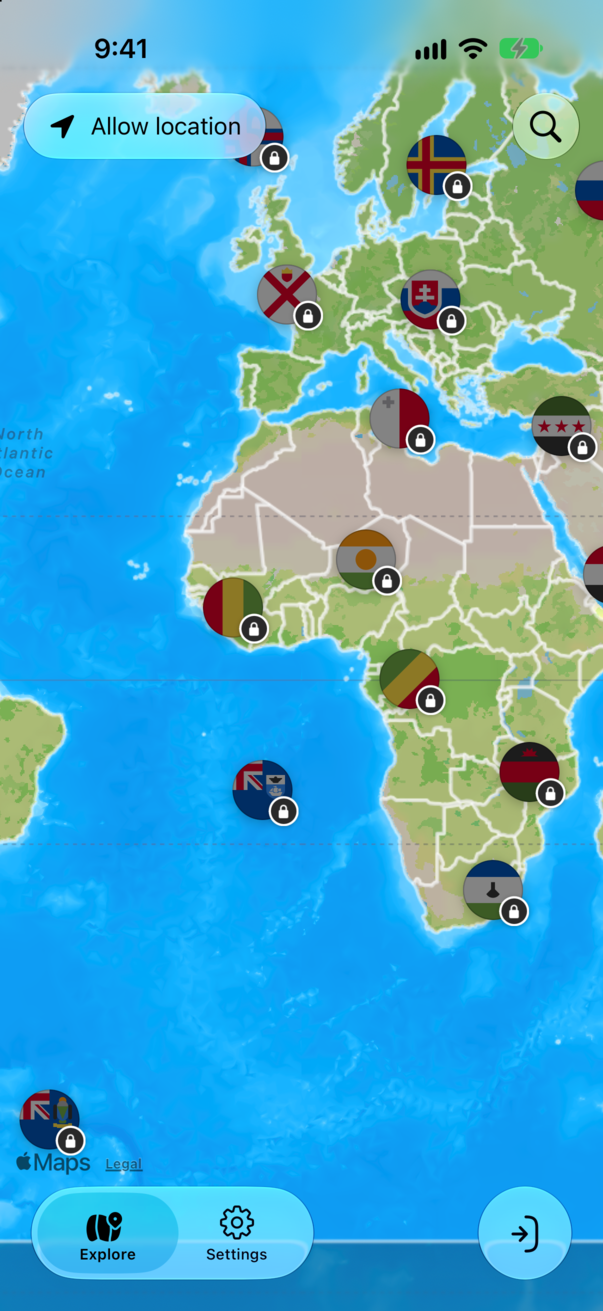 9:41
Allow location
North
Atlantic
Ocean
Maps
Legal
Explore
Settings